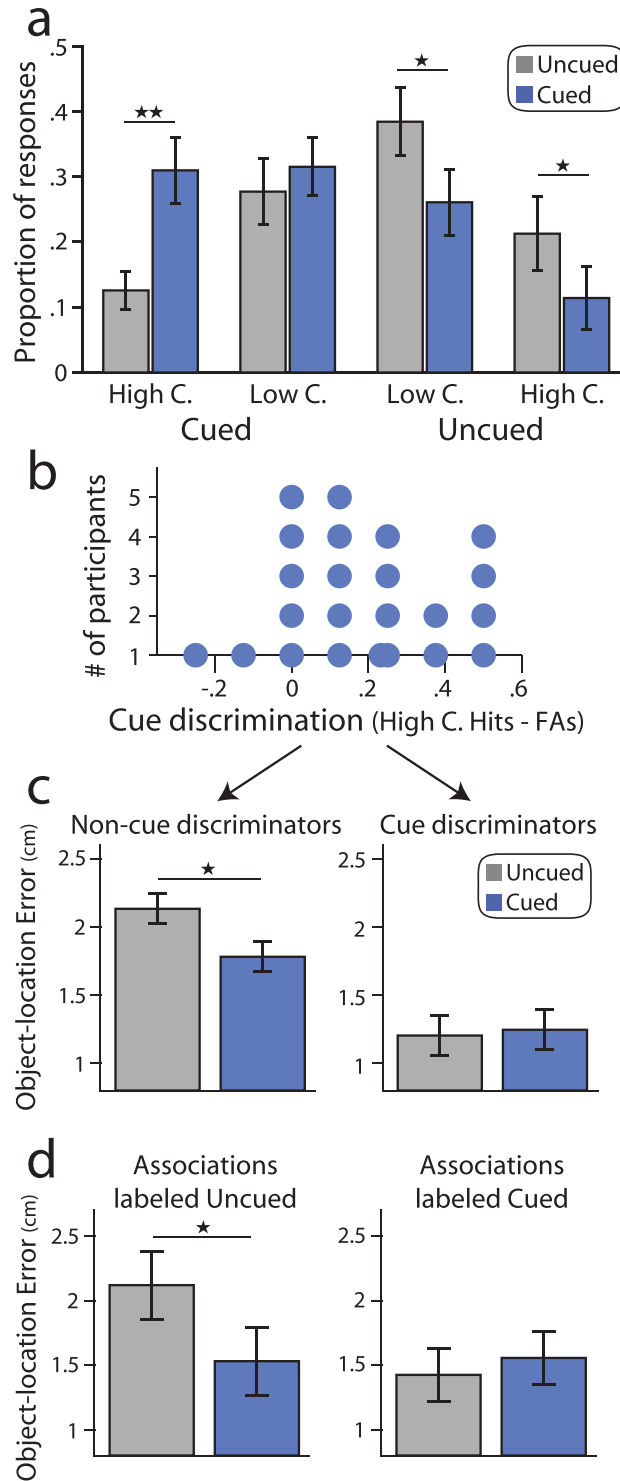 a
Proportion of responses
.5
.4
.3
.2
.1
0
★★
★
★
Uncued
Cued
High C.
Low C.
Low C.
High C.
Cued
Uncued
b
# of participants
5
4
3
2
1
-.2
0
.2
.4
.6
Cue discrimination (High C. Hits - FAs)
c
Non-cue discriminators
Cue discriminators
Object-location Error (cm)
2.5
2
1.5
1
★
2.5
2
1.5
1
Uncued
Cued
d
Associations
labeled Uncued
Associations
labeled Cued
Object-location Error (cm)
2.5
2
1.5
1
★
2.5
2
1.5
1